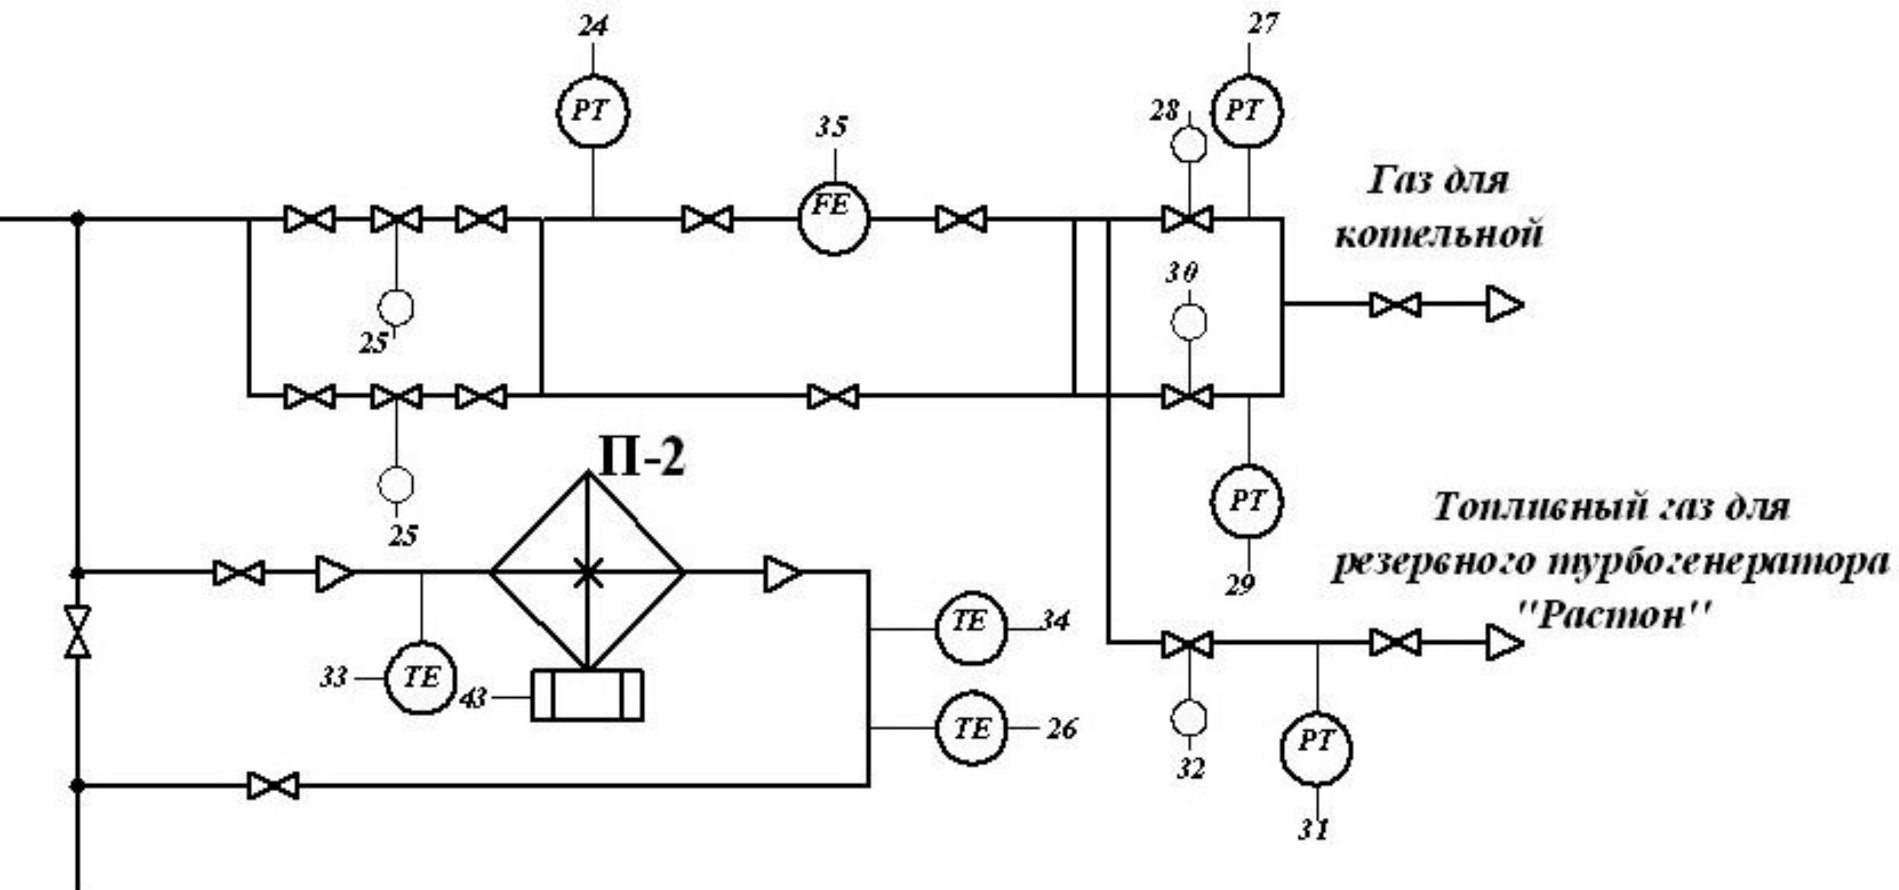 24
27
PT
PT
28
35
FE
Газ для
котельной
30
25
П-2
25
PT
29
Топливный газ для
резервного турбогенератора
"Растон"
TE
34
33
TE
43
TE
26
32
PT
31